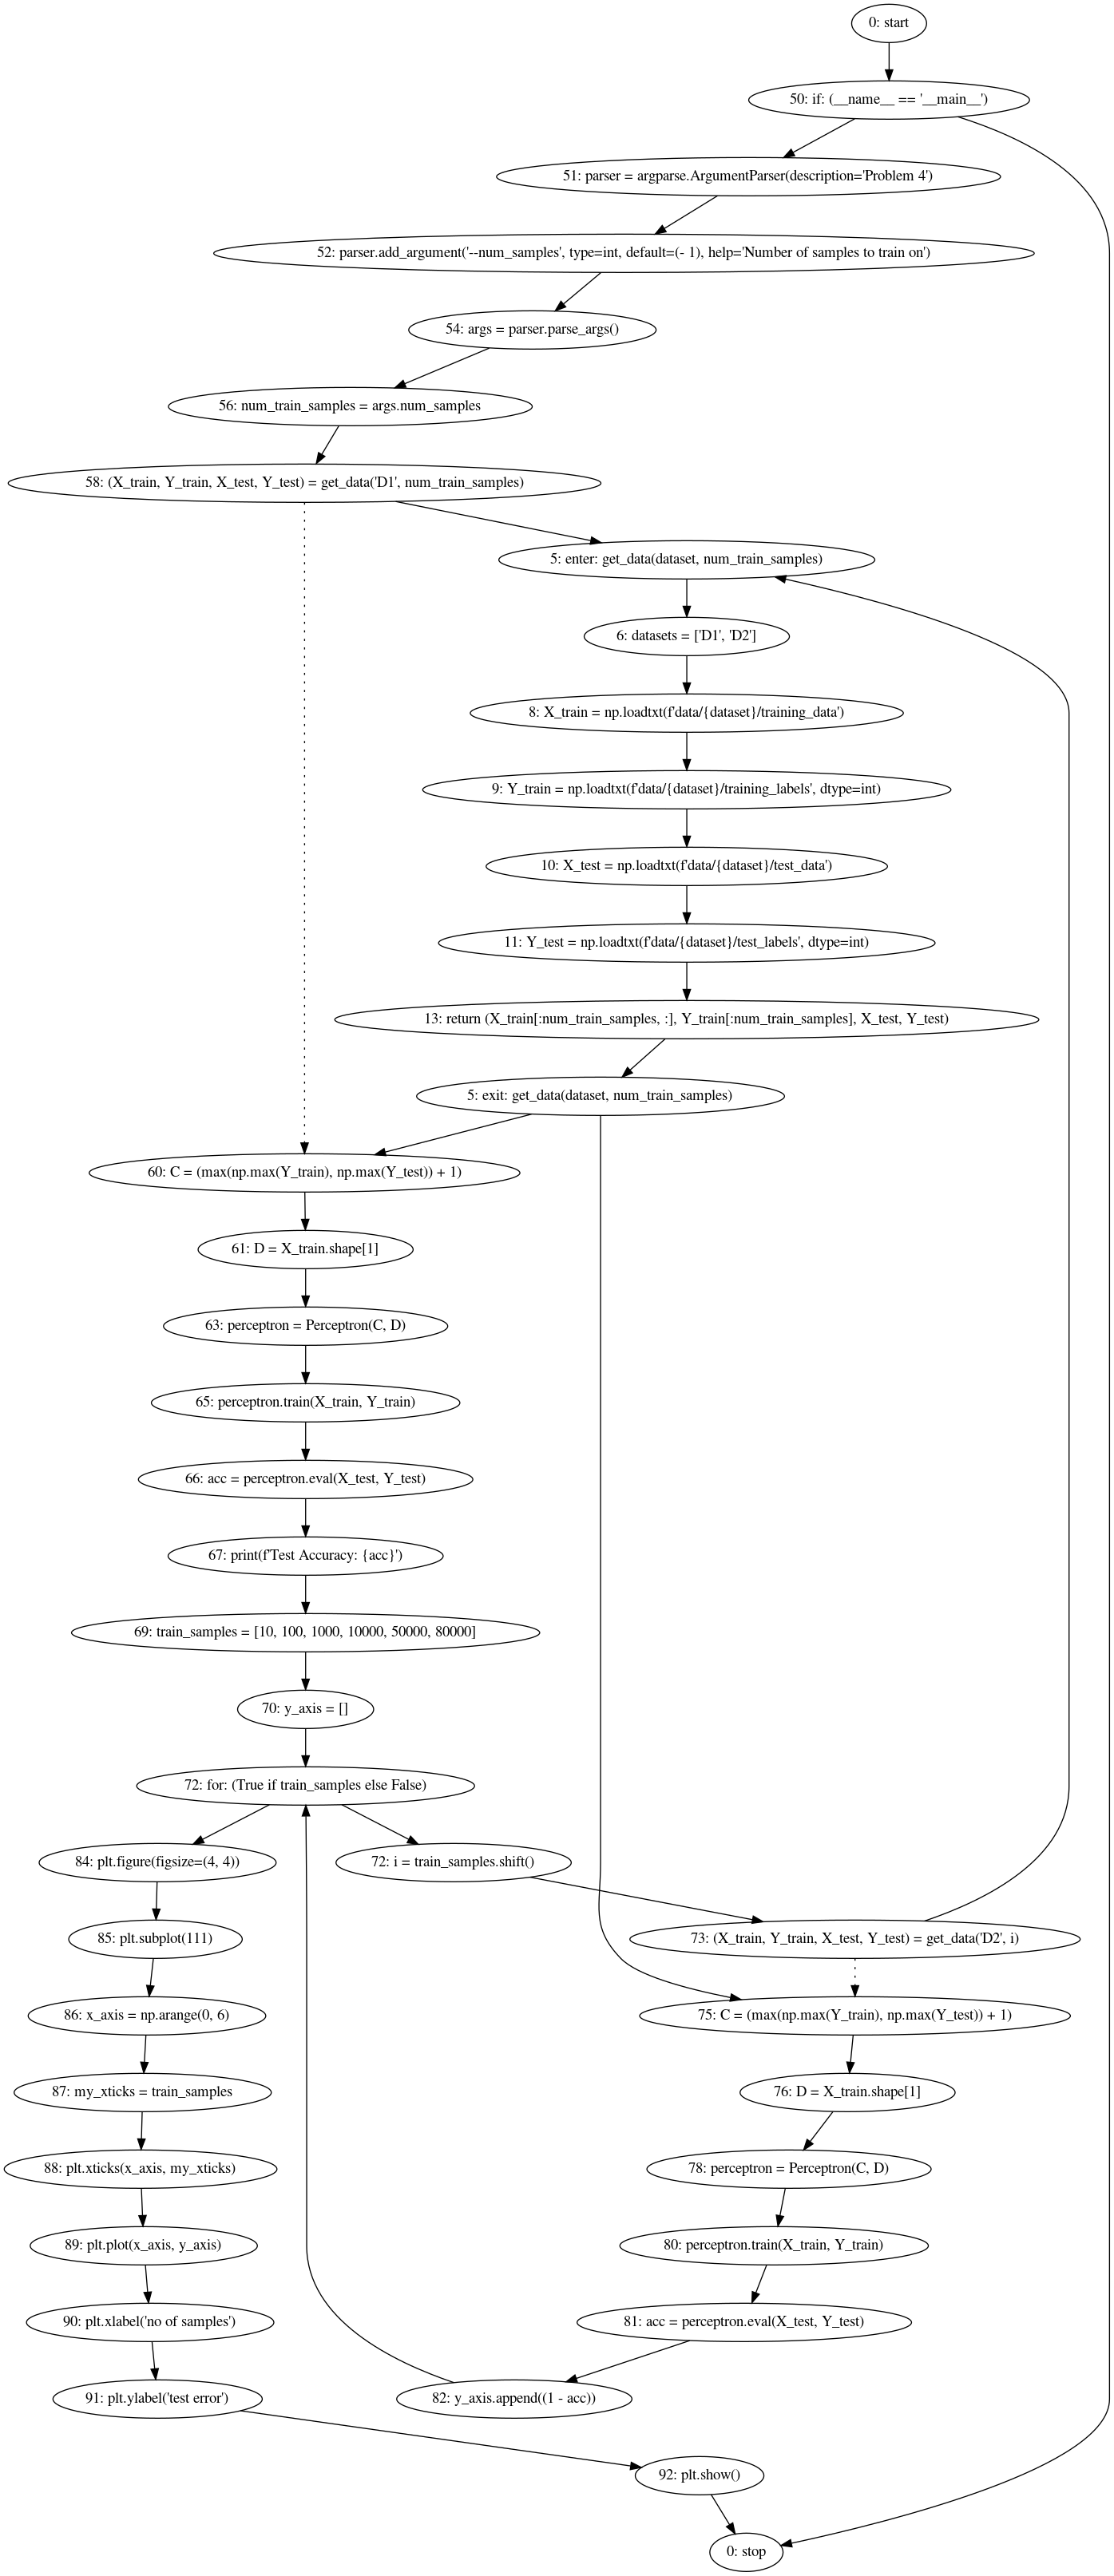 0: start
50: if: (__name__ == '__main__')
51: parser = argparse.ArgumentParser(description='Problem 4')
52: parser.add_argument('--num_samples', type=int, default=(- 1), help='Number of samples to train on')
54: args = parser.parse_args()
56: num_train_samples = args.num_samples
58: (X_train, Y_train, X_test, Y_test) = get_data('D1', num_train_samples)
5: enter: get_data(dataset, num_train_samples)
6: datasets = ['D1', 'D2']
8: X_train = np.loadtxt(f'data/{dataset}/training_data')
9: Y_train = np.loadtxt(f'data/{dataset}/training_labels', dtype=int)
10: X_test = np.loadtxt(f'data/{dataset}/test_data')
11: Y_test = np.loadtxt(f'data/{dataset}/test_labels', dtype=int)
13: return (X_train[:num_train_samples, :], Y_train[:num_train_samples], X_test, Y_test)
5: exit: get_data(dataset, num_train_samples)
60: C = (max(np.max(Y_train), np.max(Y_test)) + 1)
61: D = X_train.shape[1]
63: perceptron = Perceptron(C, D)
65: perceptron.train(X_train, Y_train)
66: acc = perceptron.eval(X_test, Y_test)
67: print(f'Test Accuracy: {acc}')
69: train_samples = [10, 100, 1000, 10000, 50000, 80000]
70: y_axis = []
72: for: (True if train_samples else False)
84: plt.figure(figsize=(4, 4))
72: i = train_samples.shift()
85: plt.subplot(111)
73: (X_train, Y_train, X_test, Y_test) = get_data('D2', i)
86: x_axis = np.arange(0, 6)
75: C = (max(np.max(Y_train), np.max(Y_test)) + 1)
87: my_xticks = train_samples
76: D = X_train.shape[1]
88: plt.xticks(x_axis, my_xticks)
78: perceptron = Perceptron(C, D)
89: plt.plot(x_axis, y_axis)
80: perceptron.train(X_train, Y_train)
90: plt.xlabel('no of samples')
81: acc = perceptron.eval(X_test, Y_test)
91: plt.ylabel('test error')
82: y_axis.append((1 - acc))
92: plt.show()
0: stop